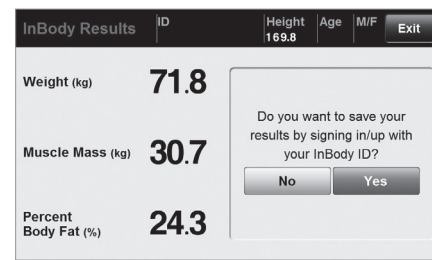 InBody Results
ID
Height
169.8
Age
M/F
Exit
Weight (kg)
71.8
Muscle Mass (kg)
30.7
Percent
Body Fat (%)
24.3
Do you want to save your
results by signing in/up with
your InBody ID?
No
Yes